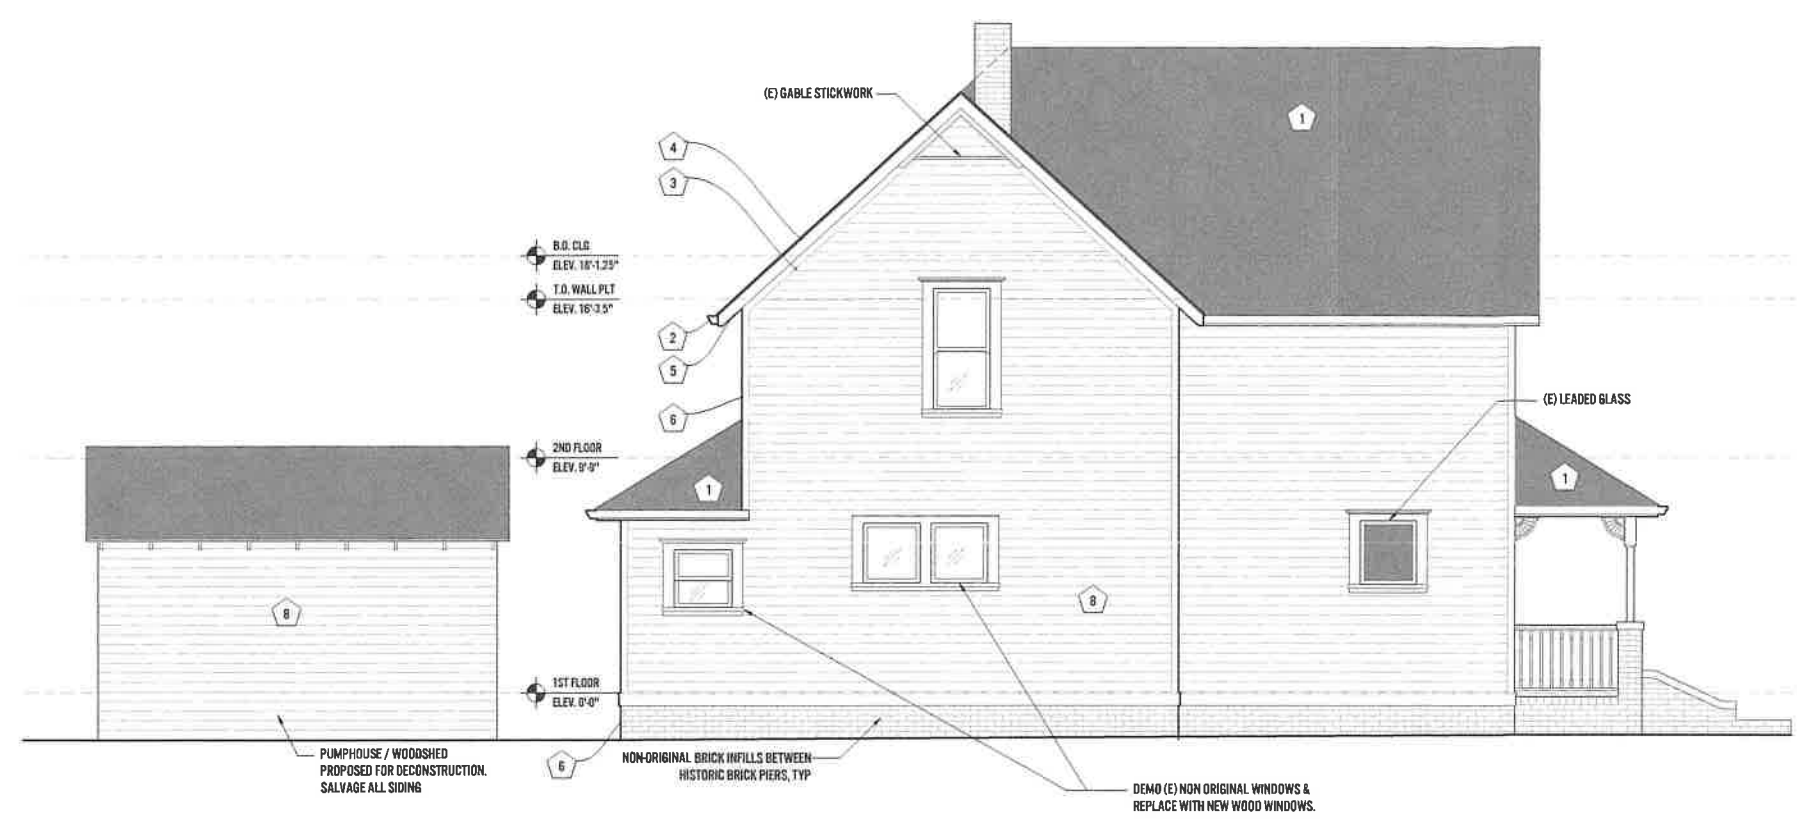 (E) GABLE STICKWORK
1
4
3
B.O. CLG
ELEV. 18'-1.25"
T.O. WALL PLT
ELEV. 16'-3.5"
2
5
6
(E) LEADED GLASS
2ND FLOOR
ELEV. 9'-9"
1
1
8
8
1ST FLOOR
ELEV. 0'-0"
6
PUMPHOUSE / WOODSHED
PROPOSED FOR DECONSTRUCTION.
SALVAGE ALL SIDING
NON-ORIGINAL BRICK INFILLS BETWEEN
HISTORIC BRICK PIERS, TYP
DEMO (E) NON ORIGINAL WINDOWS &
REPLACE WITH NEW WOOD WINDOWS.